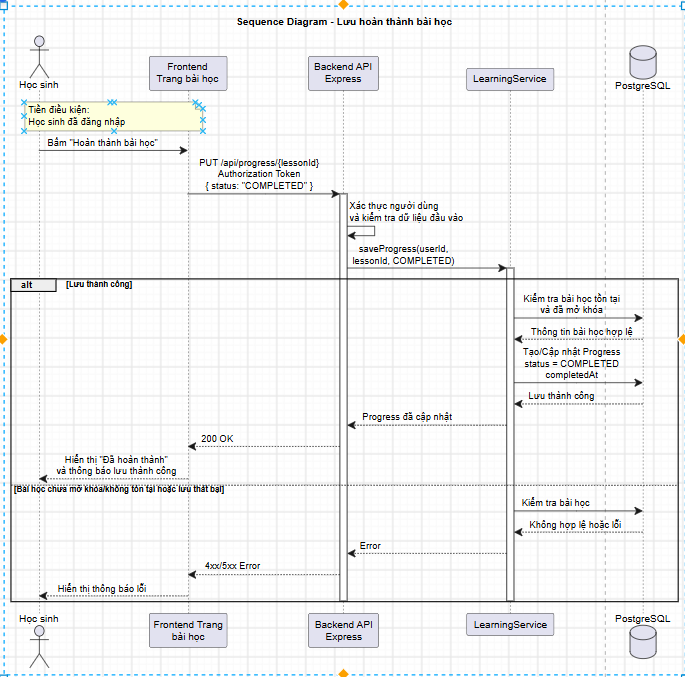 Sequence Diagram - Lưu hoàn thành bài học
Học sinh
Frontend
Trang bài học
Backend API
Express
LearningService
PostgreSQL
Tiền điều kiện:
Học sinh đã đăng nhập
Bấm "Hoàn thành bài học"
PUT /api/progress/{lessonId}
Authorization Token
{ status: "COMPLETED" }
Xác thực người dùng
và kiểm tra dữ liệu đầu vào
saveProgress(userId,
lessonId, COMPLETED)
alt
[Lưu thành công]
Kiểm tra bài học tồn tại
và đã mở khóa
Thông tin bài học hợp lệ
Tạo/Cập nhật Progress
status = COMPLETED
completedAt
Lưu thành công
Progress đã cập nhật
200 OK
Hiển thị "Đã hoàn thành"
và thông báo lưu thành công
[Bài học chưa mở khóa/không tồn tại hoặc lưu thất bại]
Kiểm tra bài học
Không hợp lệ hoặc lỗi
Error
4xx/5xx Error
Hiển thị thông báo lỗi
Học sinh
Frontend Trang
bài học
Backend API
Express
LearningService
PostgreSQL